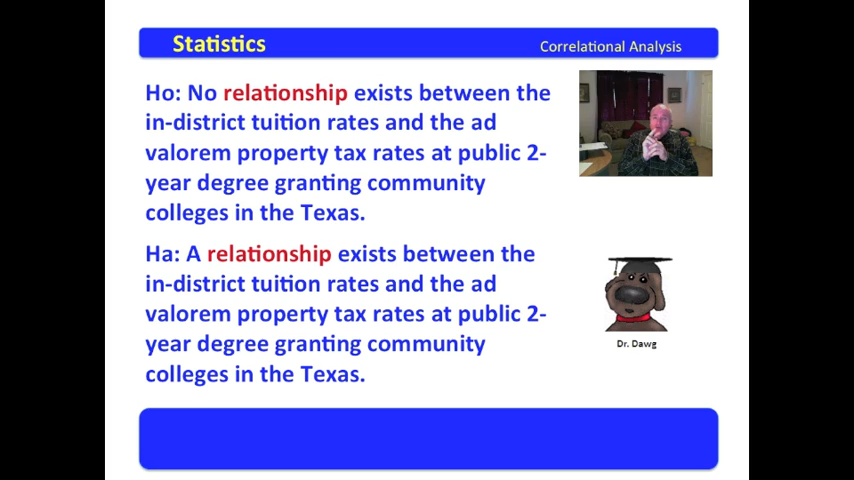 Statistics
Correlational Analysis
Ho: No relationship exists between the
in-district tuition rates and the ad
valorem property tax rates at public 2-
year degree granting community
colleges in the Texas.
Ha: A relationship exists between the
in-district tuition rates and the ad
valorem property tax rates at public 2-
year degree granting community
colleges in the Texas.
Dr. Dawg